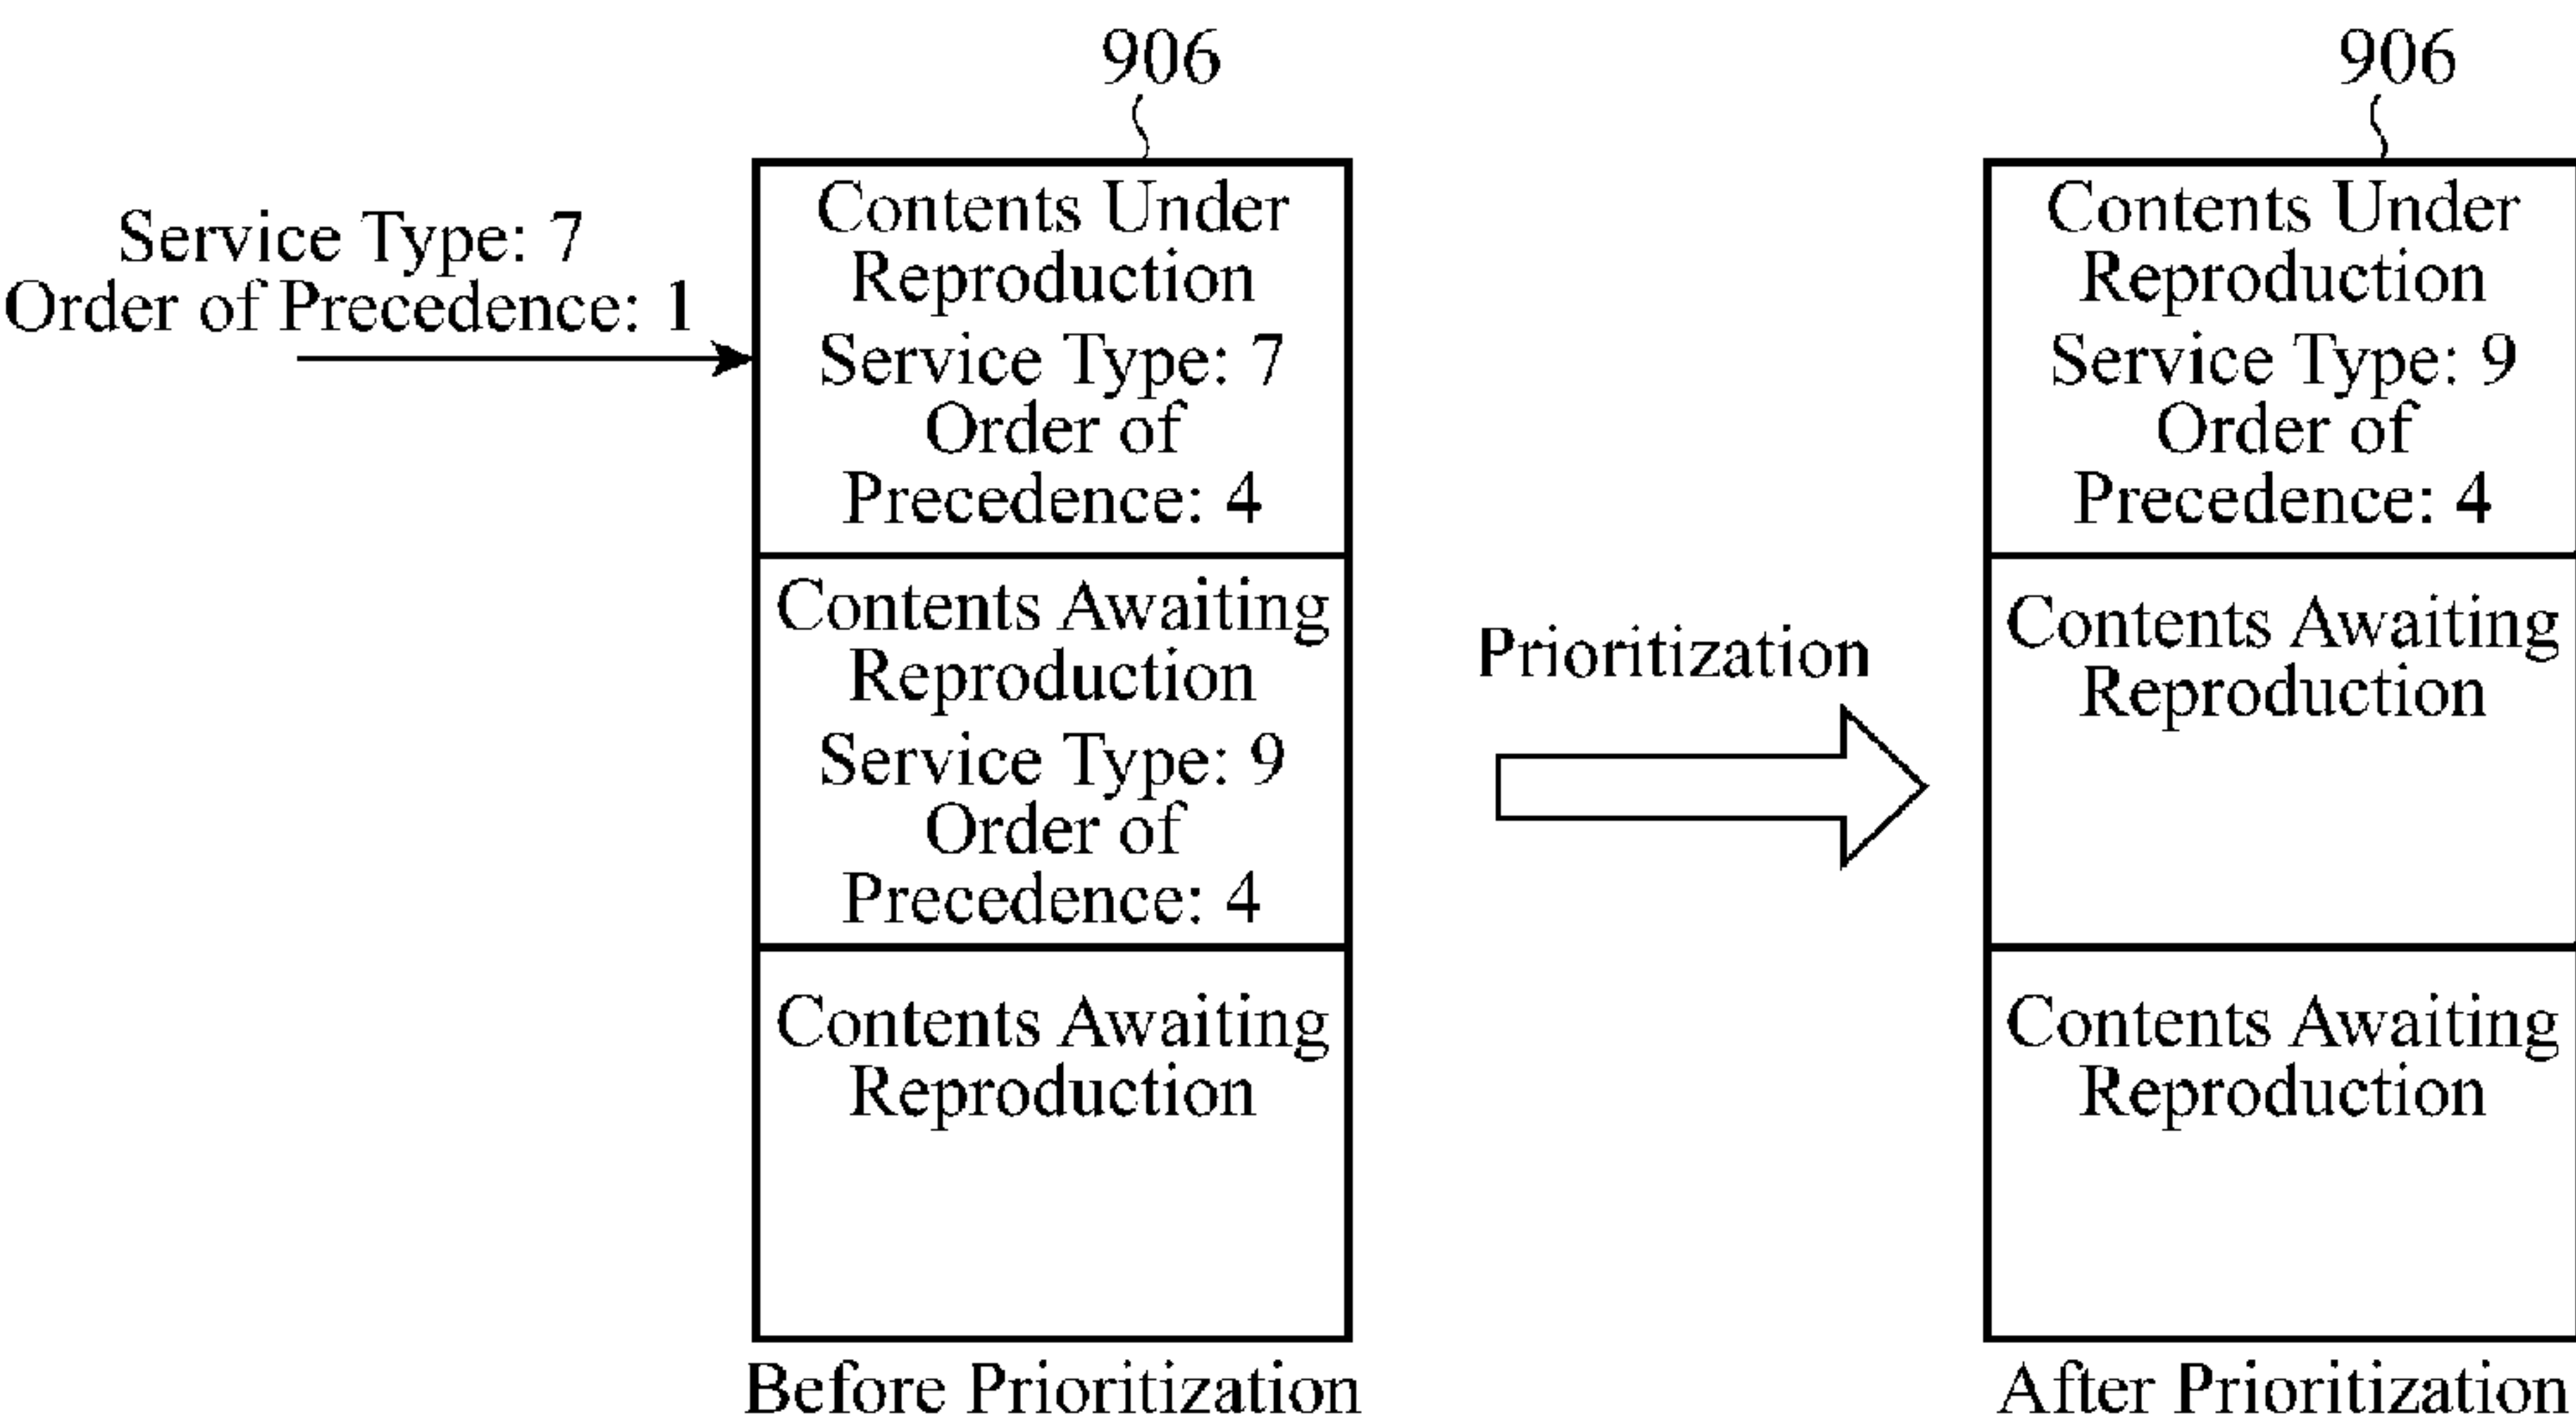 906
Service Type: 7
Order of Precedence: 1
Contents Under
Reproduction
Service Type: 7
Order of
Precedence: 4
Contents Awaiting
Reproduction
Service Type: 9
Order of
Precedence: 4
Contents Awaiting
Reproduction
Before Prioritization
Prioritization
906
Contents Under
Reproduction
Service Type: 9
Order of
Precedence: 4
Contents Awaiting
Reproduction
Contents Awaiting
Reproduction
After Prioritization